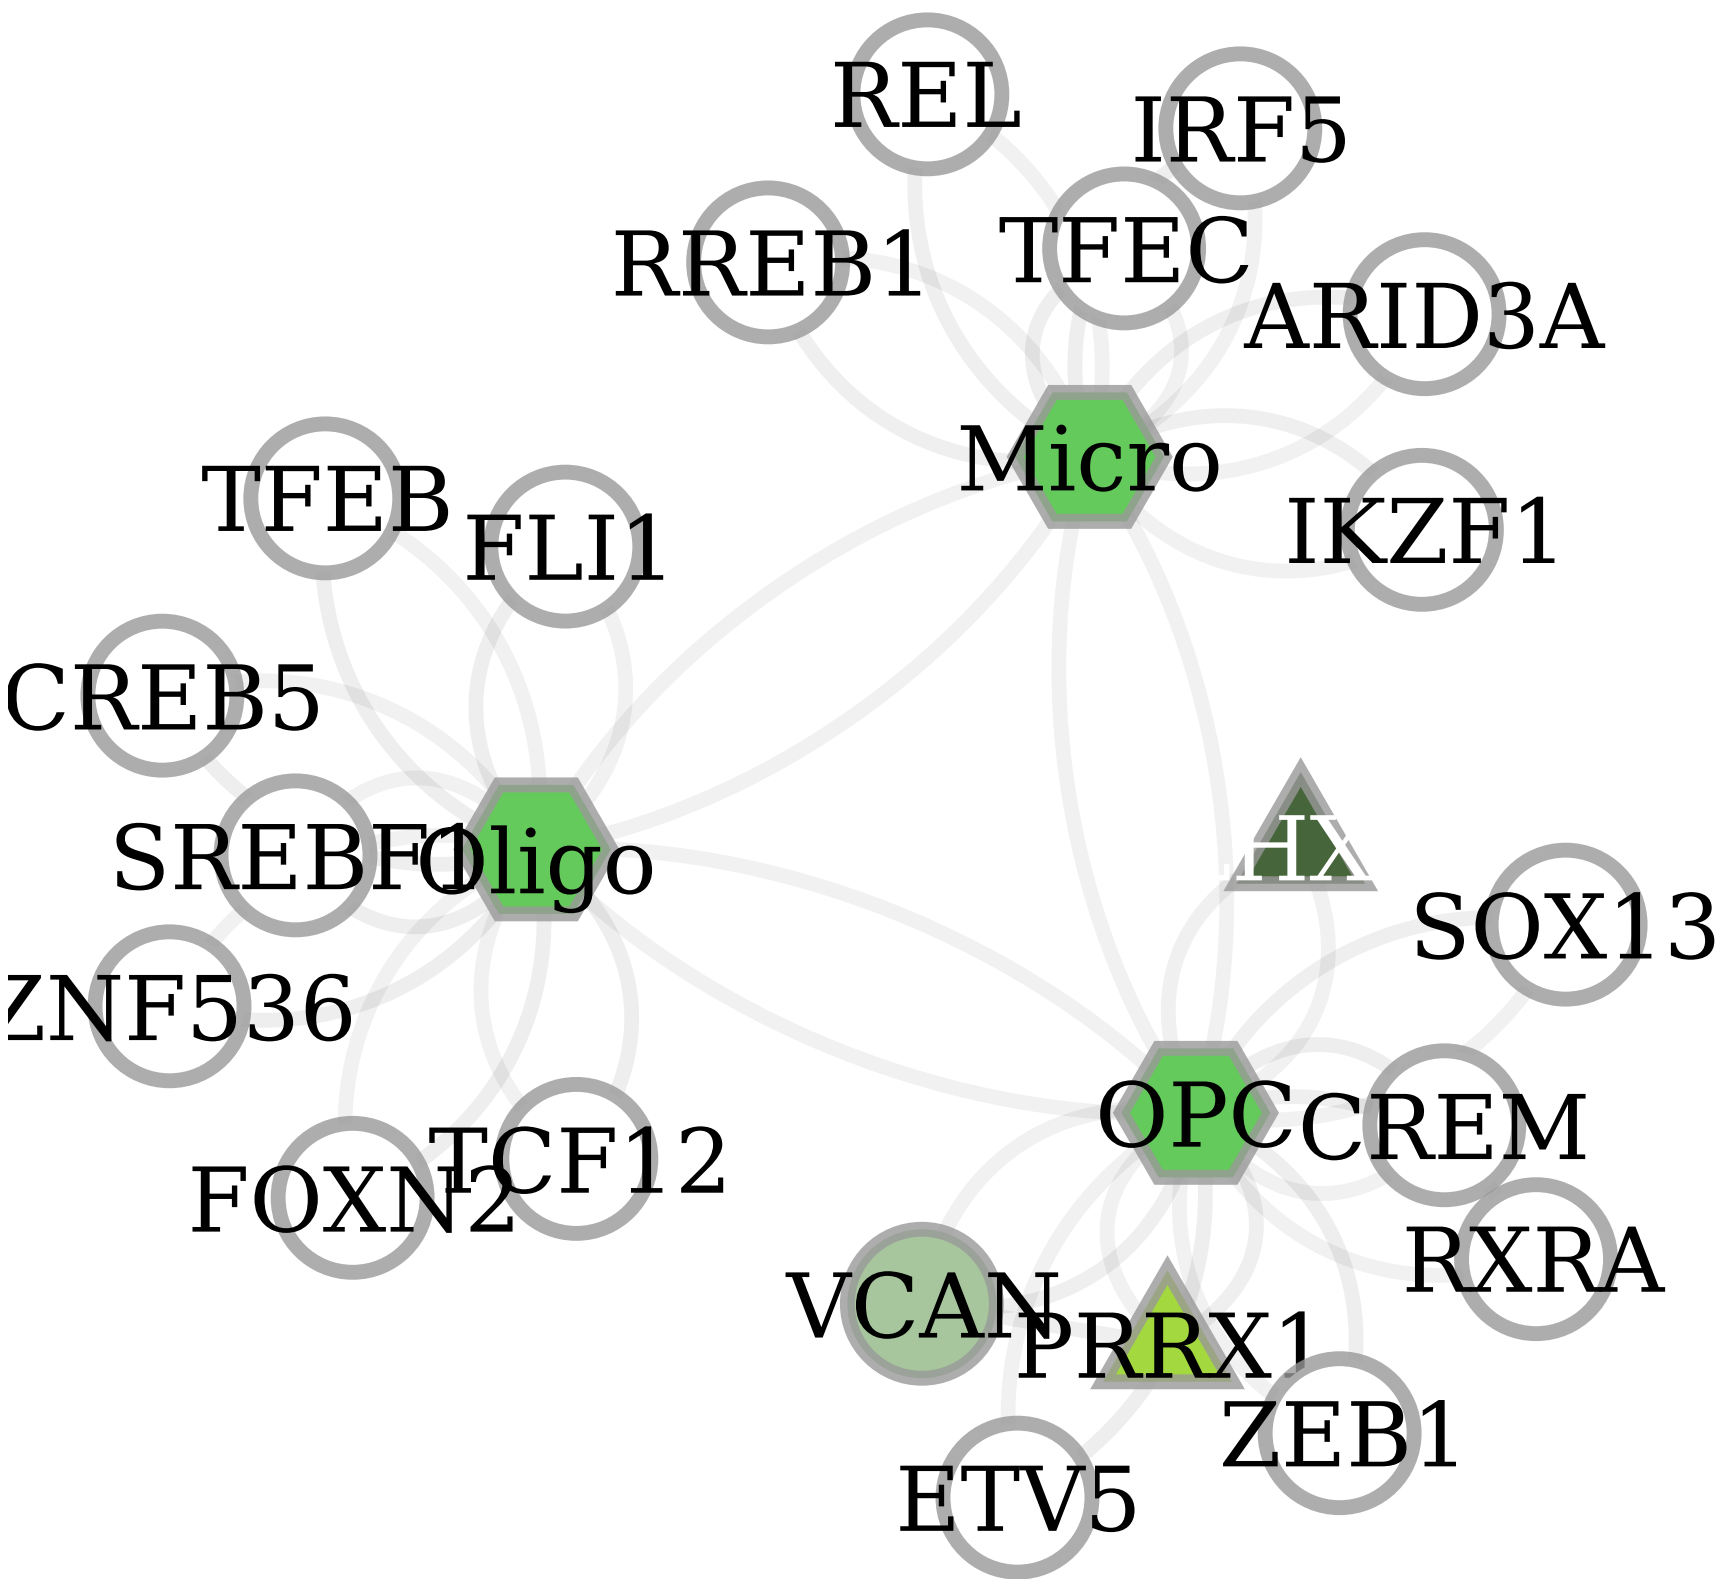 REL
IRF5
RREB1
TFEC
ARID3A
Micro
TFEB
FLI1
IKZF1
CREB5
SREBF1
Oligo
SOX13
ZNF536
OPC
CREM
TCF12
FOXN2
RXRA
VCAN
PRRX1
ZEB1
ETV5